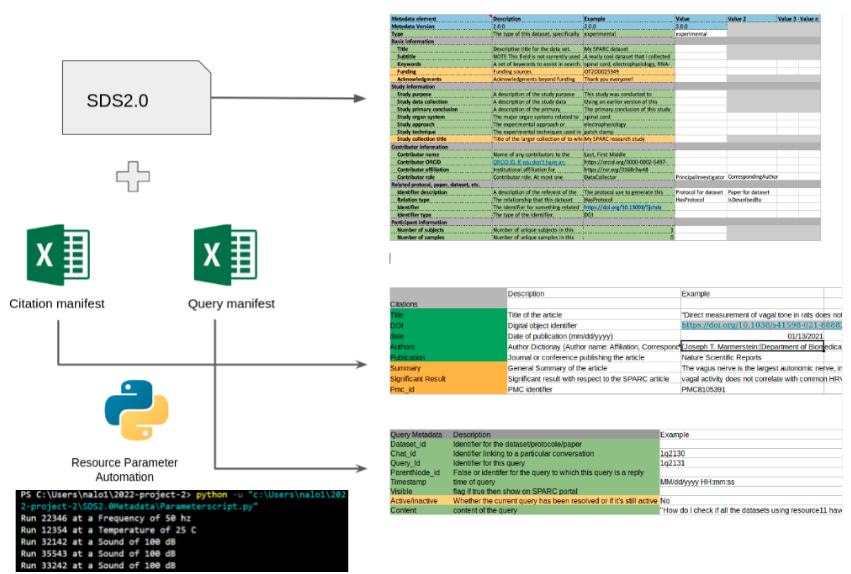 SDS2.0
Citation manifest
Query manifest
Resource Parameter
Automation
PS C:\Users\nalo1\2022-project-2> python -u "c:\Users\nalo1\202
2-project-2\SDS2.0Metadata\Parameterscript.py"
Run 22346 at a Frequency of 50 hz
Run 12354 at a Temperature of 25 C
Run 32142 at a Sound of 100 dB
Run 35543 at a Sound of 100 dB
Run 33242 at a Sound of 100 dB
Metadata element Description Example Value Value 2 Value 3 Value n
Metadata Version 2.0.0 2.0.0 2.0.0
Type The type of this dataset, specifically experimental experimental
Basic information
Title Descriptive title for the data set. My SPARC dataset
Subtitle NOTE This field is not currently used A really cool dataset that I collected
Keywords A set of keywords to assist in search. spinal cord, electrophysiology, RNA-
Funding Funding sources OT2OD025349
Acknowledgments Acknowledgments beyond funding Thank you everyone!
Study information
Study purpose A description of the study purpose This study was conducted to
Study data collection A description of the study data Using an earlier version of this
Study primary conclusion A description of the primary The primary conclusion of this study
Study organ system The major organ systems related to spinal cord
Study approach The experimental approach or electrophysiology
Study technique The experimental techniques used in patch clamp
Study collection title Title of the larger collection of to whi My SPARC research study
Contributor information
Contributor name Name of any contributors to the Last, First Middle
Contributor ORCID ORCID ID. If you don't have an https://orcid.org/0000-0002-5497-
Contributor affiliation Institutional affiliation for
Contributor role Contributor role. At most one DataCollector PrincipalInvestigator CorrespondingAuthor
Related protocol, paper, dataset, etc.
Identifier description A description of the referent of the The protocol use to generate this Protocol for dataset Paper for dataset
Relation type The relationship that this dataset HasProtocol HasProtocol IsDescribedBy
Identifier The identifier for something related
Identifier type The type of the identifier. DOI
Participant information
Number of subjects Number of unique subjects in this 1
Number of samples Number of unique samples in this 0
Description Example
Citations
Title Title of the article "Direct measurement of vagal tone in rats does not
DOI Digital object identifier https://doi.org/10.1038/s41598-021-8888
date Date of publication (mm/dd/yyyy) 01/13/2021
Authors Author Dictionay {Author name: Affiliation, Correspond Joseph T. Marmerstein:Department of Biomedica
Publication Journal or conference publishing the article Nature Scientific Reports
Summary General Summary of the article The vagus nerve is the largest autonomic nerve, in
Significant Result Significant result with respect to the SPARC article vagal activity does not correlate with common HRV
Pmc_id PMC identifier PMC8105391
Query Metadata Description Example
Dataset_id Identifier for the dataset/protocole/paper
Chat_id Identifier linking to a particular conversation 1q2130
Query_Id Identifier for this query 1q2131
ParentNode_id False or identifer for the query to which this query is a reply
Timestamp time of query MM/dd/yyyy HH:mm:ss
Visible flag if true then show on SPARC portal
Active/Inactive Whether the current query has been resolved or if it's still active No
Content content of the query "How do I check if all the datasets using resource11 hav